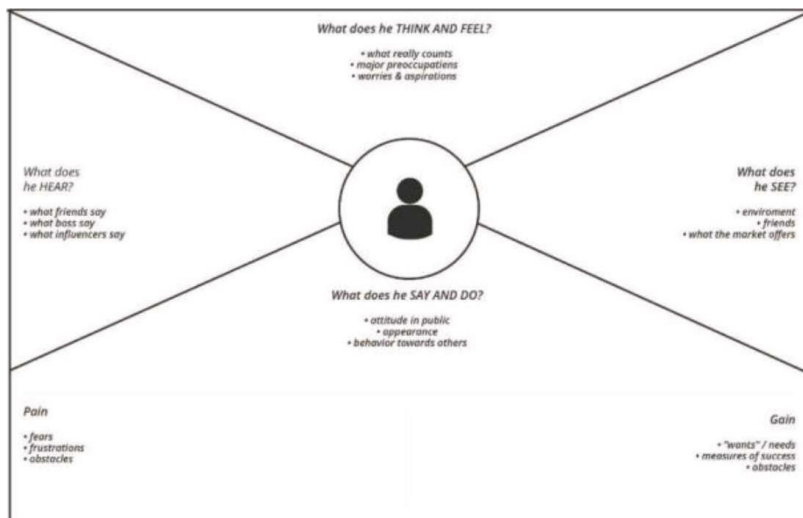 What does he THINK AND FEEL?
• what really counts
• major preoccupatiens
• worries & aspirations
What does
he HEAR?
• what friends say
• what boss say
• what influencers say
What does
he SEE?
• enviroment
• friends
• what the market offers
What does he SAY AND DO?
• attitude in public
• appearance
• behavior towards others
Pain
• fears
• frustrations
• obstacles
Gain
• "wants" / needs
• measures of success
• obstacles